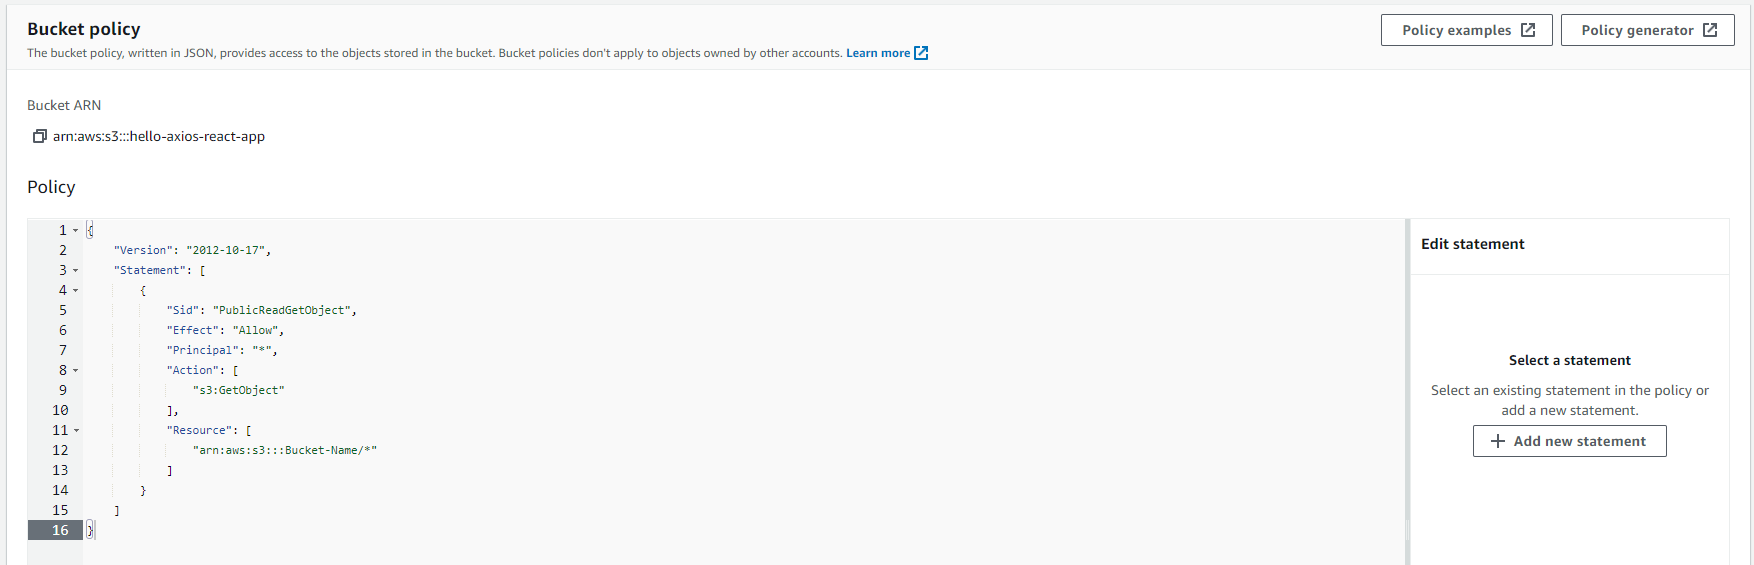 Bucket policy
Policy examples
Policy generator
The bucket policy, written in JSON, provides access to the objects stored in the bucket. Bucket policies don't apply to objects owned by other accounts. Learn more
Bucket ARN
arn:aws:s3:::hello-axios-react-app
Policy
1 {
2 "Version": "2012-10-17",
3 "Statement": [
4 {
5 "Sid": "PublicReadGetObject",
6 "Effect": "Allow",
7 "Principal": "*",
8 "Action": [
9 "s3:GetObject"
10 ],
11 "Resource": [
12 "arn:aws:s3:::Bucket-Name/*"
13 ]
14 }
15 ]
16 }
Edit statement
Select a statement
Select an existing statement in the policy or
add a new statement.
Add new statement